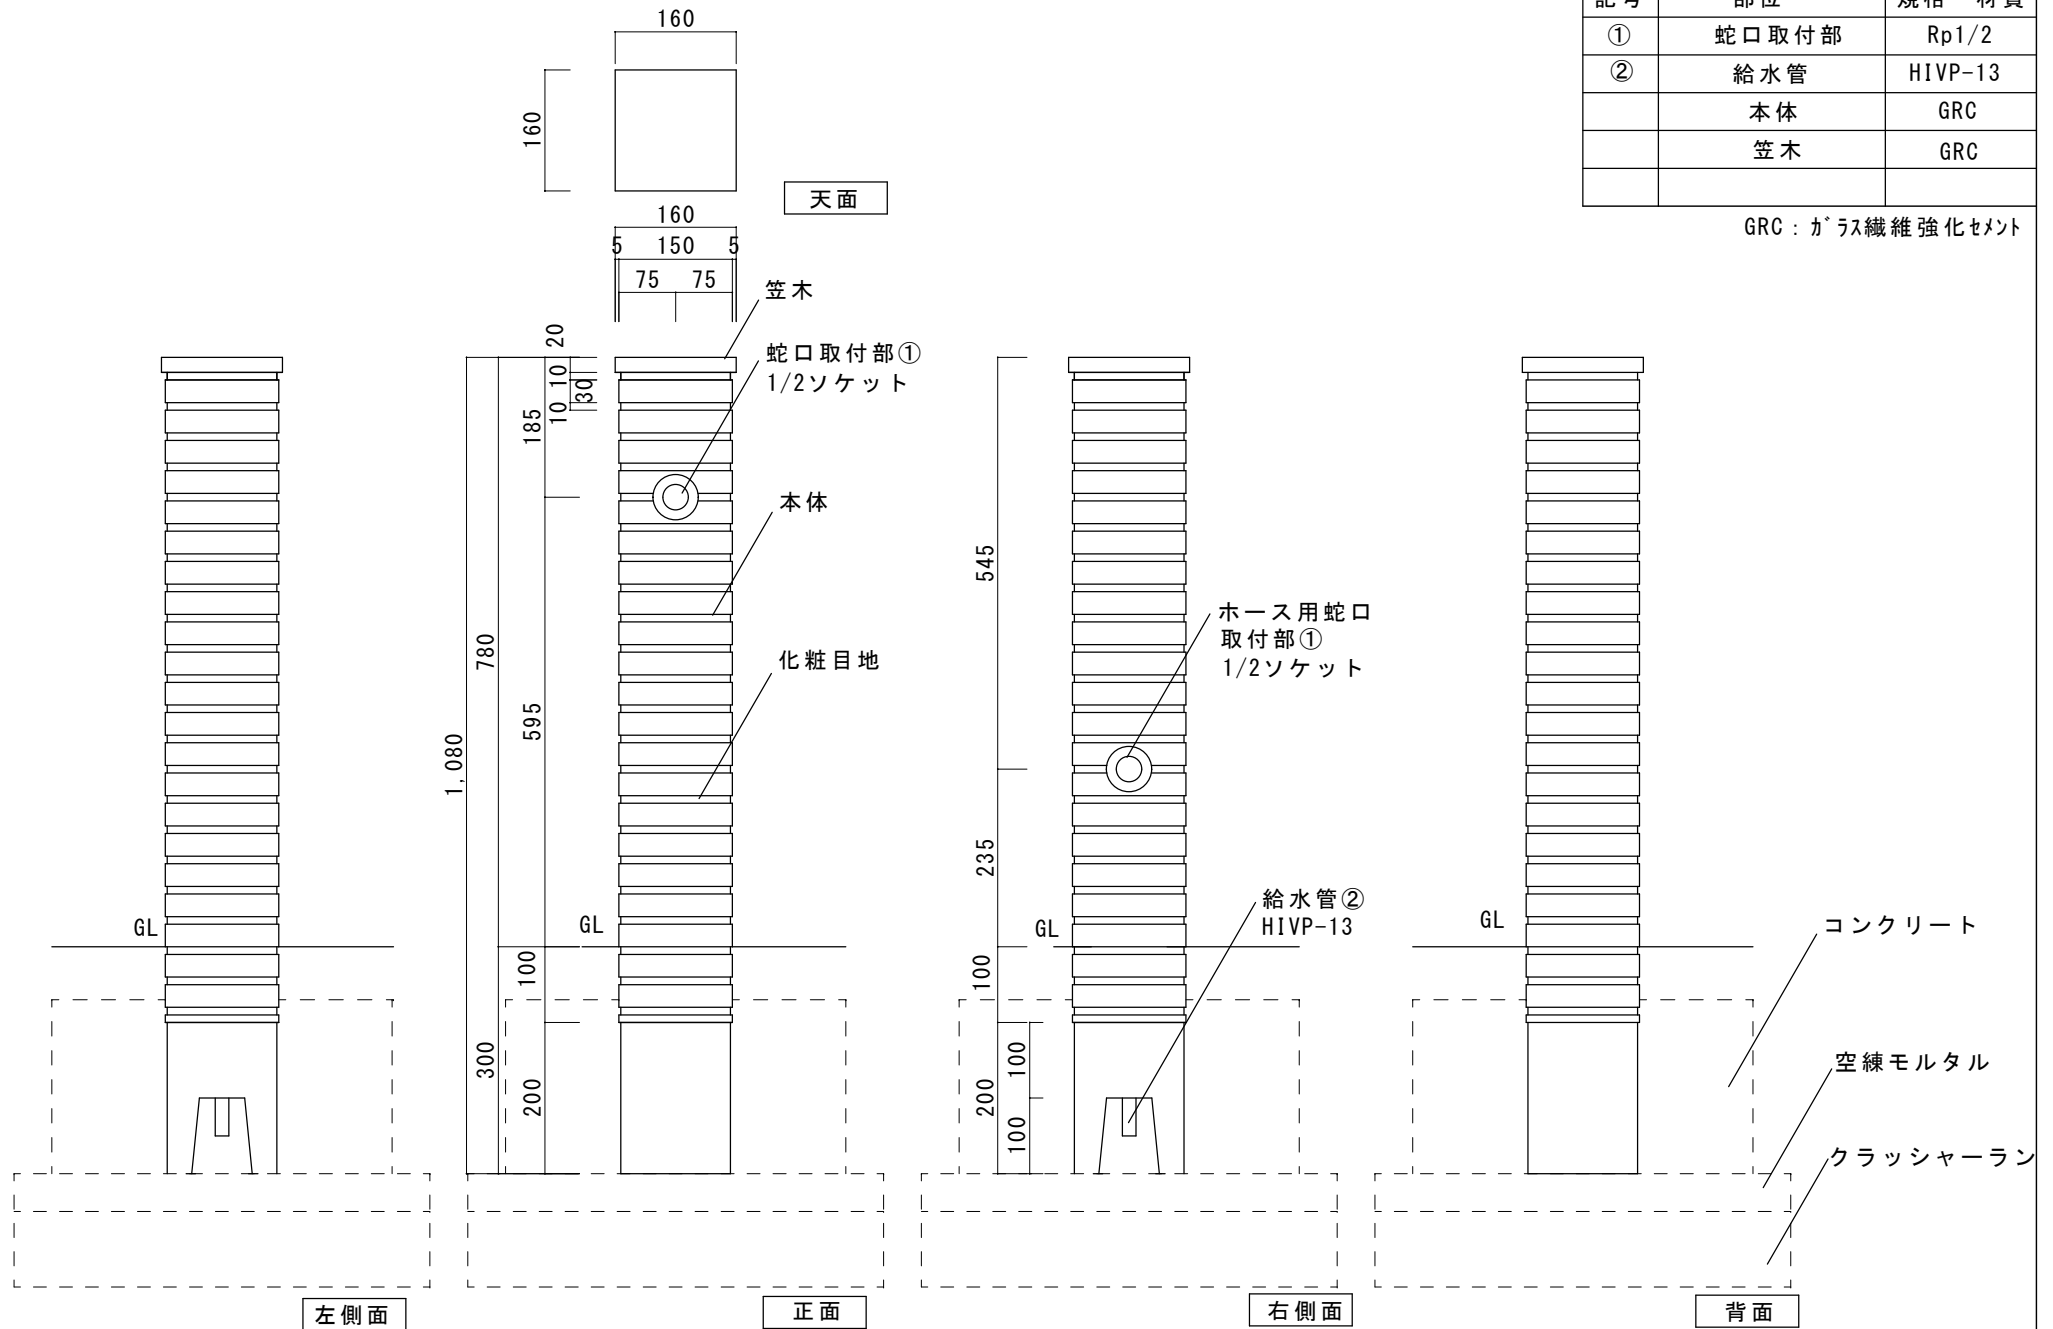 記号 部位 規格・材質
① 蛇口取付部 Rp1/2
② 給水管 HIVP-13
本体 GRC
笠木 GRC
GRC：ｶﾞﾗｽ繊維強化ｾﾒﾝﾄ
160
160
天面
160
5 150 5
75 75
笠木
蛇口取付部①
1/2ソケット
本体
化粧目地
20
10
30
10
185
595
780
1,080
GL
100
200
300
正面
GL
左側面
545
235
ホース用蛇口
取付部①
1/2ソケット
給水管②
HIVP-13
GL
100
200
100
100
右側面
GL
コンクリート
空練モルタル
クラッシャーラン
背面